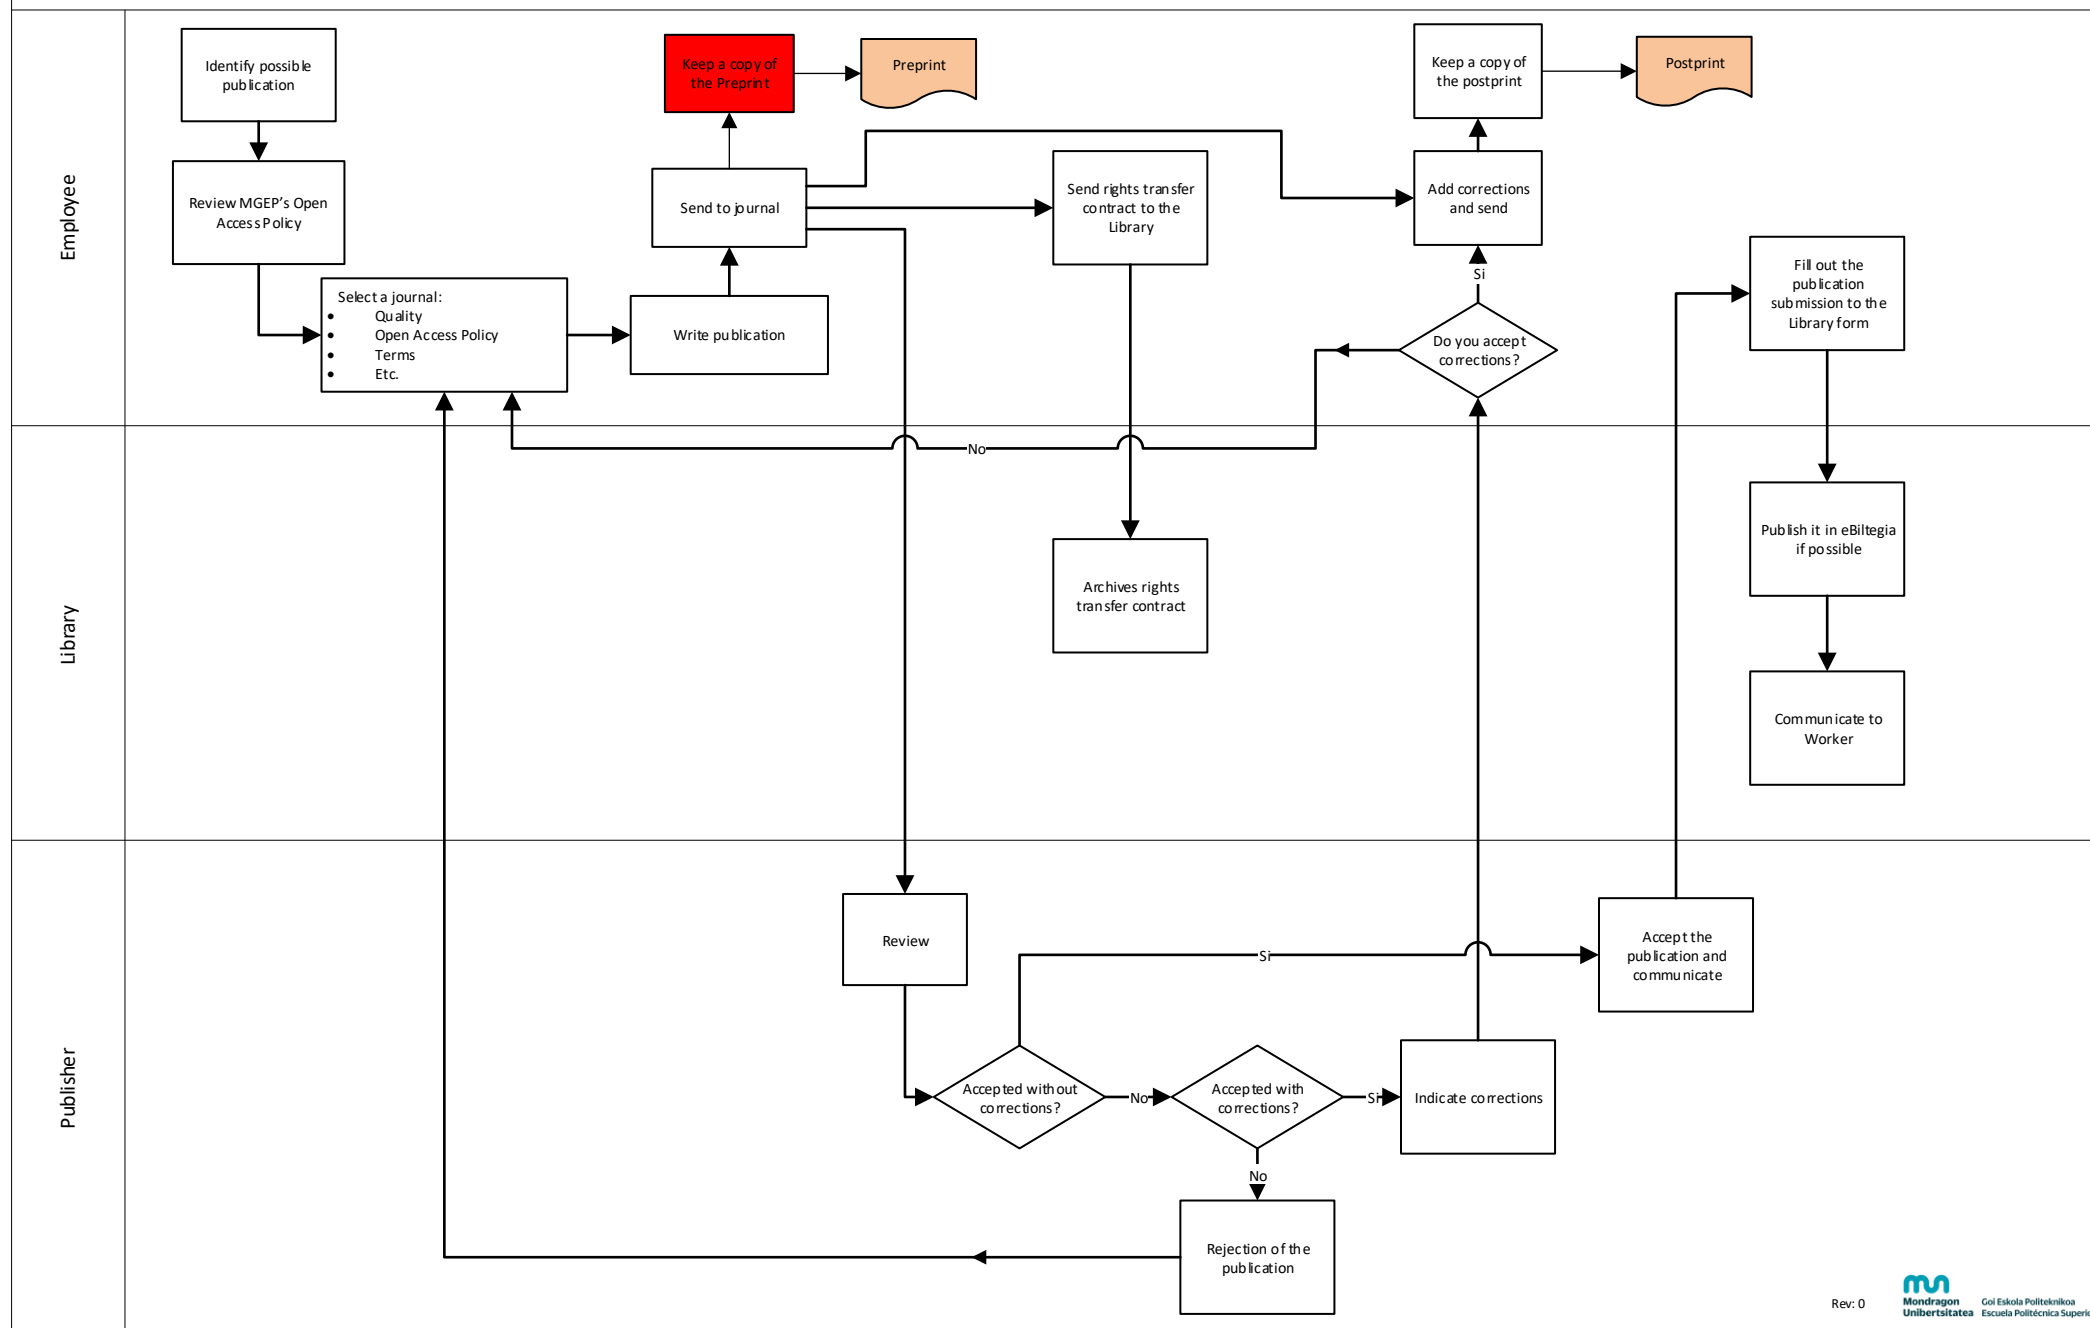 Employee
Identify possible
publication
Review MGEP's Open
Access Policy
Select a journal:
• Quality
• Open Access Policy
• Terms
• Etc.
Write publication
Send to journal
Keep a copy of
the Preprint
Preprint
Send rights transfer
contract to the
Library
Keep a copy of
the postprint
Postprint
Add corrections
and send
Si
Do you accept
corrections?
No
Fill out the
publication
submission to the
Library form
Library
Archives rights
transfer contract
Publish it in eBiltegia
if possible
Communicate to
Worker
Publisher
Review
Accepted without
corrections?
Si
No
Accepted with
corrections?
Si
No
Indicate corrections
Accept the
publication and
communicate
Rejection of the
publication
Rev: 0
Mondragon
Unibertsitatea
Goi Eskola Politeknikoa
Escuela Politécnica Superior